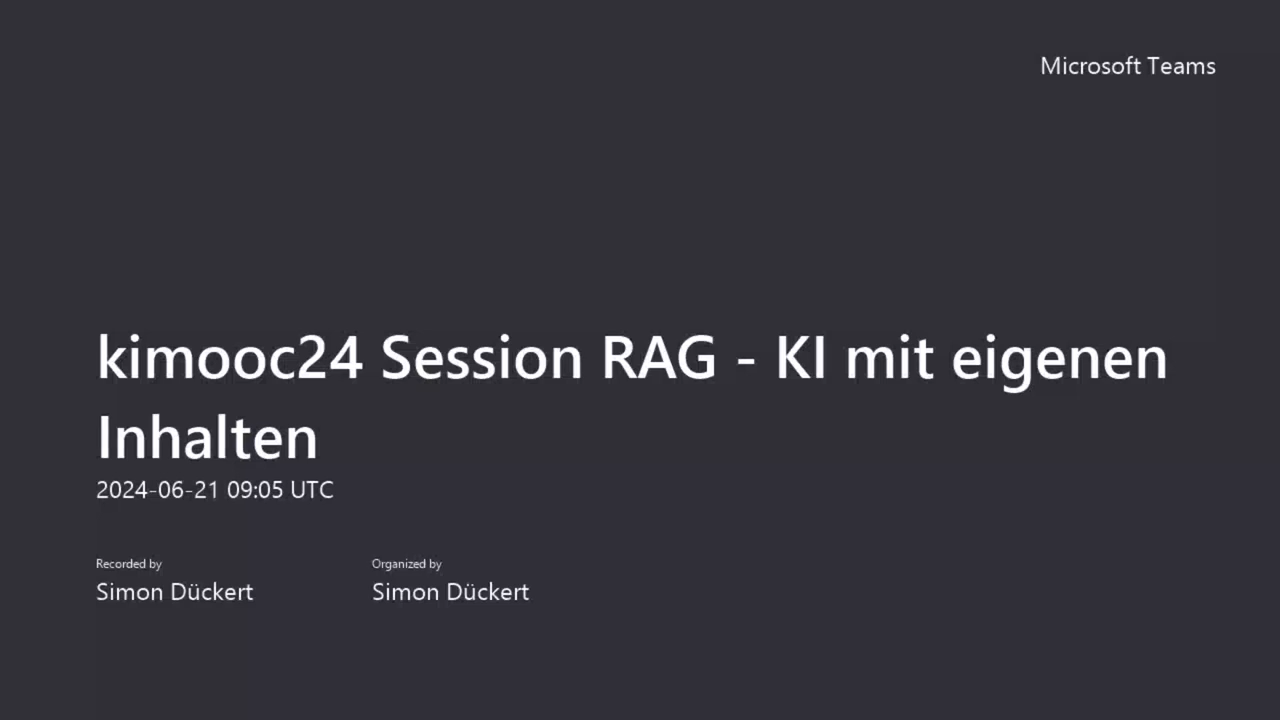 Microsoft Teams
kimooc24 Session RAG - KI mit eigenen
Inhalten
2024-06-21 09:05 UTC
Recorded by
Simon Dückert
Organized by
Simon Dückert